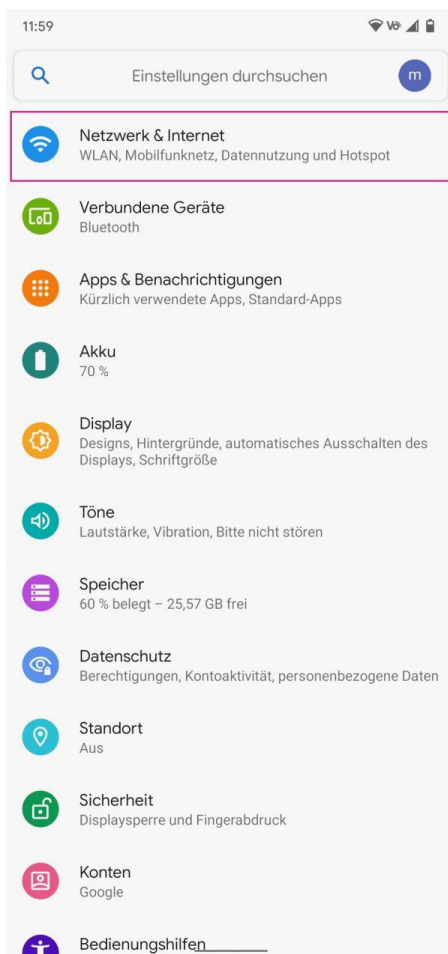 11:59
Einstellungen durchsuchen
m
Netzwerk & Internet
WLAN, Mobilfunknetz, Datennutzung und Hotspot
Verbundene Geräte
Bluetooth
Apps & Benachrichtigungen
Kürzlich verwendete Apps, Standard-Apps
Akku
70 %
Display
Designs, Hintergründe, automatisches Ausschalten des
Displays, Schriftgröße
Töne
Lautstärke, Vibration, Bitte nicht stören
Speicher
60 % belegt – 25,57 GB frei
Datenschutz
Berechtigungen, Kontoaktivität, personenbezogene Daten
Standort
Aus
Sicherheit
Displaysperre und Fingerabdruck
Konten
Google
Bedienungshilfen